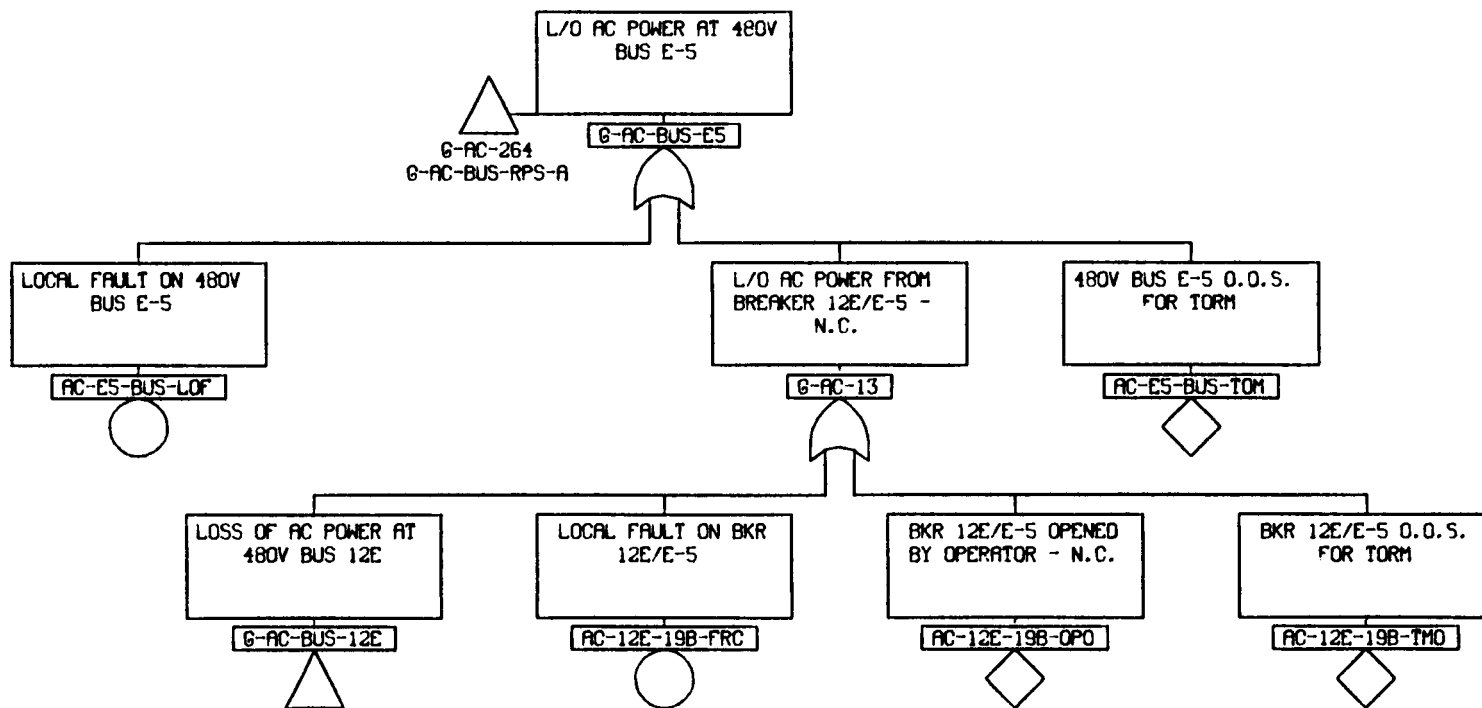 L/O AC POWER AT 480V
BUS E-5
G-AC-BUS-E5
G-AC-264
G-AC-BUS-RPS-A
LOCAL FAULT ON 480V
BUS E-5
AC-E5-BUS-LOF
L/O AC POWER FROM
BREAKER 12E/E-5 -
N.C.
G-AC-13
480V BUS E-5 O.O.S.
FOR TORM
AC-E5-BUS-TOM
LOSS OF AC POWER AT
480V BUS 12E
G-AC-BUS-12E
LOCAL FAULT ON BKR
12E/E-5
AC-12E-19B-FRC
BKR 12E/E-5 OPENED
BY OPERATOR - N.C.
AC-12E-19B-OPO
BKR 12E/E-5 O.O.S.
FOR TORM
AC-12E-19B-TMO